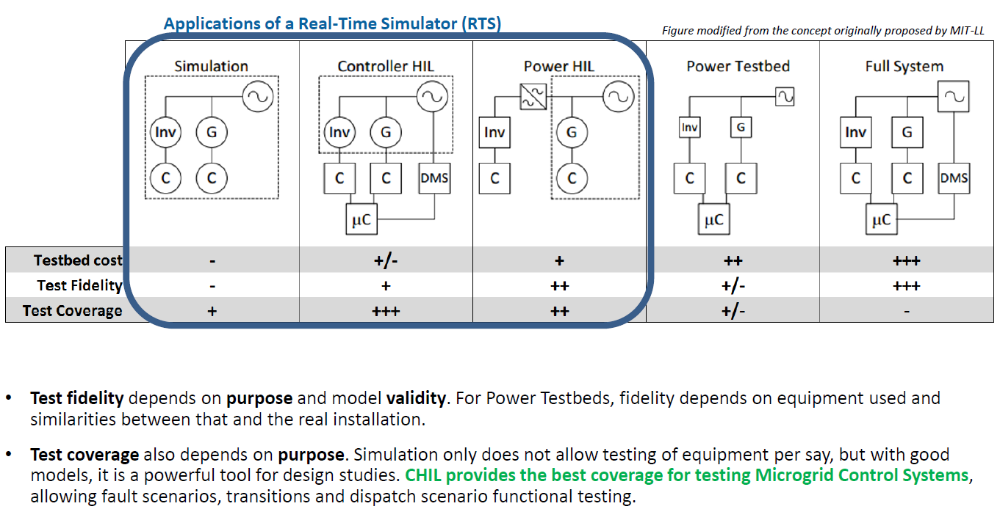 Applications of a Real-Time Simulator (RTS)
Figure modified from the concept originally proposed by MIT-LL
Simulation
Controller HIL
Power HIL
Power Testbed
Full System
Inv G
C C
Inv G
C C DMS
μC
Inv G
C C
Inv G
C C
μC
Inv G
C C DMS
μC
Testbed cost - +/- + ++ +++
Test Fidelity - + ++ +/- +++
Test Coverage + +++ ++ +/- -
• Test fidelity depends on purpose and model validity. For Power Testbeds, fidelity depends on equipment used and
similarities between that and the real installation.
• Test coverage also depends on purpose. Simulation only does not allow testing of equipment per say, but with good
models, it is a powerful tool for design studies. CHIL provides the best coverage for testing Microgrid Control Systems,
allowing fault scenarios, transitions and dispatch scenario functional testing.